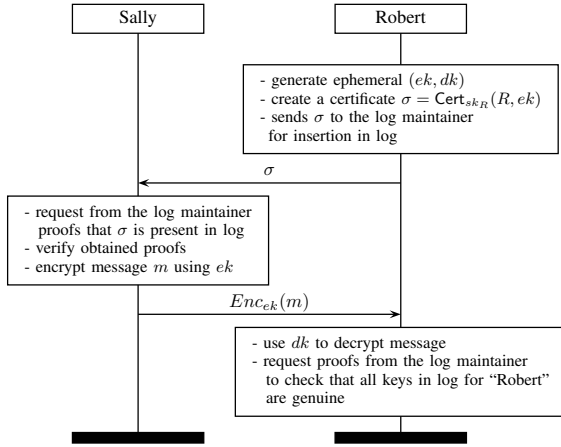 Sally
Robert
- generate ephemeral (ek, dk)
- create a certificate σ = Cert_{sk_R}(R, ek)
- sends σ to the log maintainer
for insertion in log
σ
- request from the log maintainer
proofs that σ is present in log
- verify obtained proofs
- encrypt message m using ek
Enc_{ek}(m)
- use dk to decrypt message
- request proofs from the log maintainer
to check that all keys in log for “Robert”
are genuine